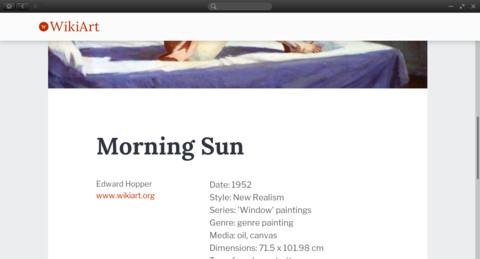 WikiArt
Morning Sun
Edward Hopper
www.wikiart.org
Date: 1952
Style: New Realism
Series: 'Window' paintings
Genre: genre painting
Media: oil, canvas
Dimensions: 71.5 x 101.98 cm